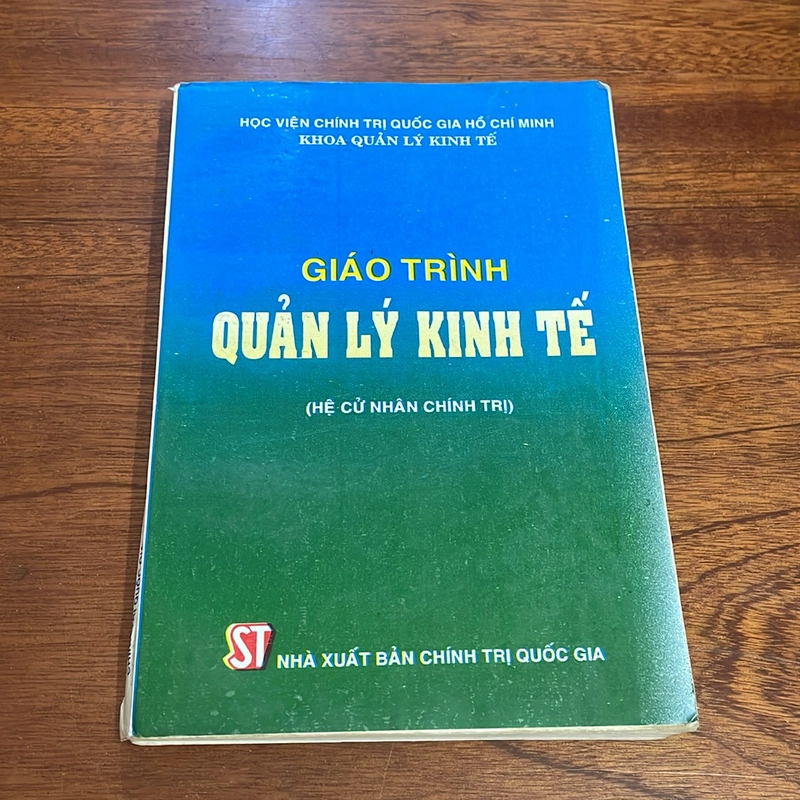 HỌC VIỆN CHÍNH TRỊ QUỐC GIA HỒ CHÍ MINH
KHOA QUẢN LÝ KINH TẾ
GIÁO TRÌNH
QUẢN LÝ KINH TẾ
(HỆ CỬ NHÂN CHÍNH TRỊ)
ST NHÀ XUẤT BẢN CHÍNH TRỊ QUỐC GIA